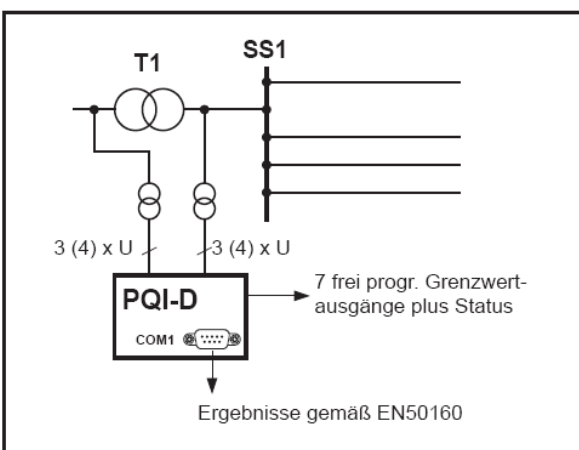 SS1
T1
3 (4) x U
3 (4) x U
PQI-D
7 frei progr. Grenzwert-
ausgänge plus Status
COM1
Ergebnisse gemäß EN50160